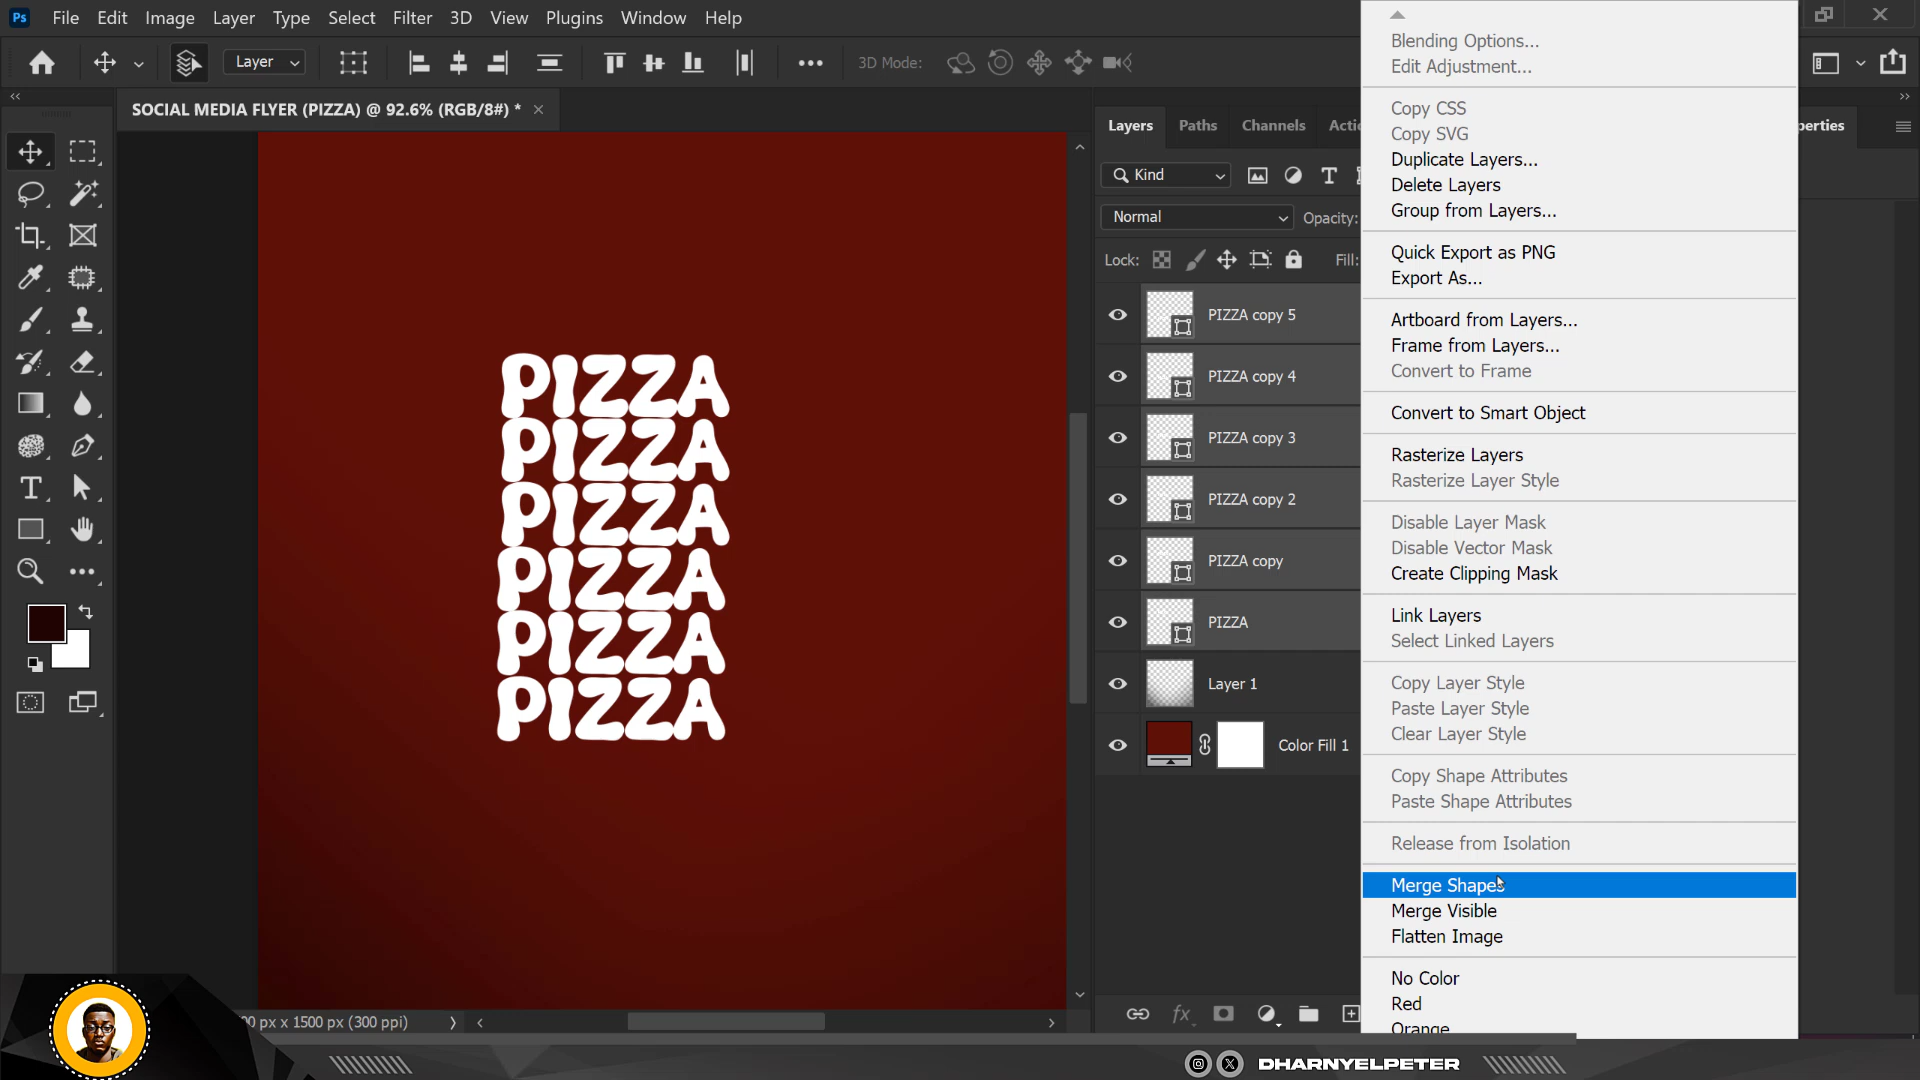 Ps File Edit Image Layer Type Select Filter 3D View Plugins Window Help
Layer 3D Mode:
SOCIAL MEDIA FLYER (PIZZA) @ 92.6% (RGB/8#) *
PIZZA
PIZZA
PIZZA
PIZZA
PIZZA
PIZZA
Layers Paths Channels Actio
Kind
Normal Opacity:
Lock: Fill:
PIZZA copy 5
PIZZA copy 4
PIZZA copy 3
PIZZA copy 2
PIZZA copy
PIZZA
Layer 1
Color Fill 1
perties
Blending Options...
Edit Adjustment...
Copy CSS
Copy SVG
Duplicate Layers...
Delete Layers
Group from Layers...
Quick Export as PNG
Export As...
Artboard from Layers...
Frame from Layers...
Convert to Frame
Convert to Smart Object
Rasterize Layers
Rasterize Layer Style
Disable Layer Mask
Disable Vector Mask
Create Clipping Mask
Link Layers
Select Linked Layers
Copy Layer Style
Paste Layer Style
Clear Layer Style
Copy Shape Attributes
Paste Shape Attributes
Release from Isolation
Merge Shapes
Merge Visible
Flatten Image
No Color
Red
Orange
00 px x 1500 px (300 ppi)
DHARNYELPETER